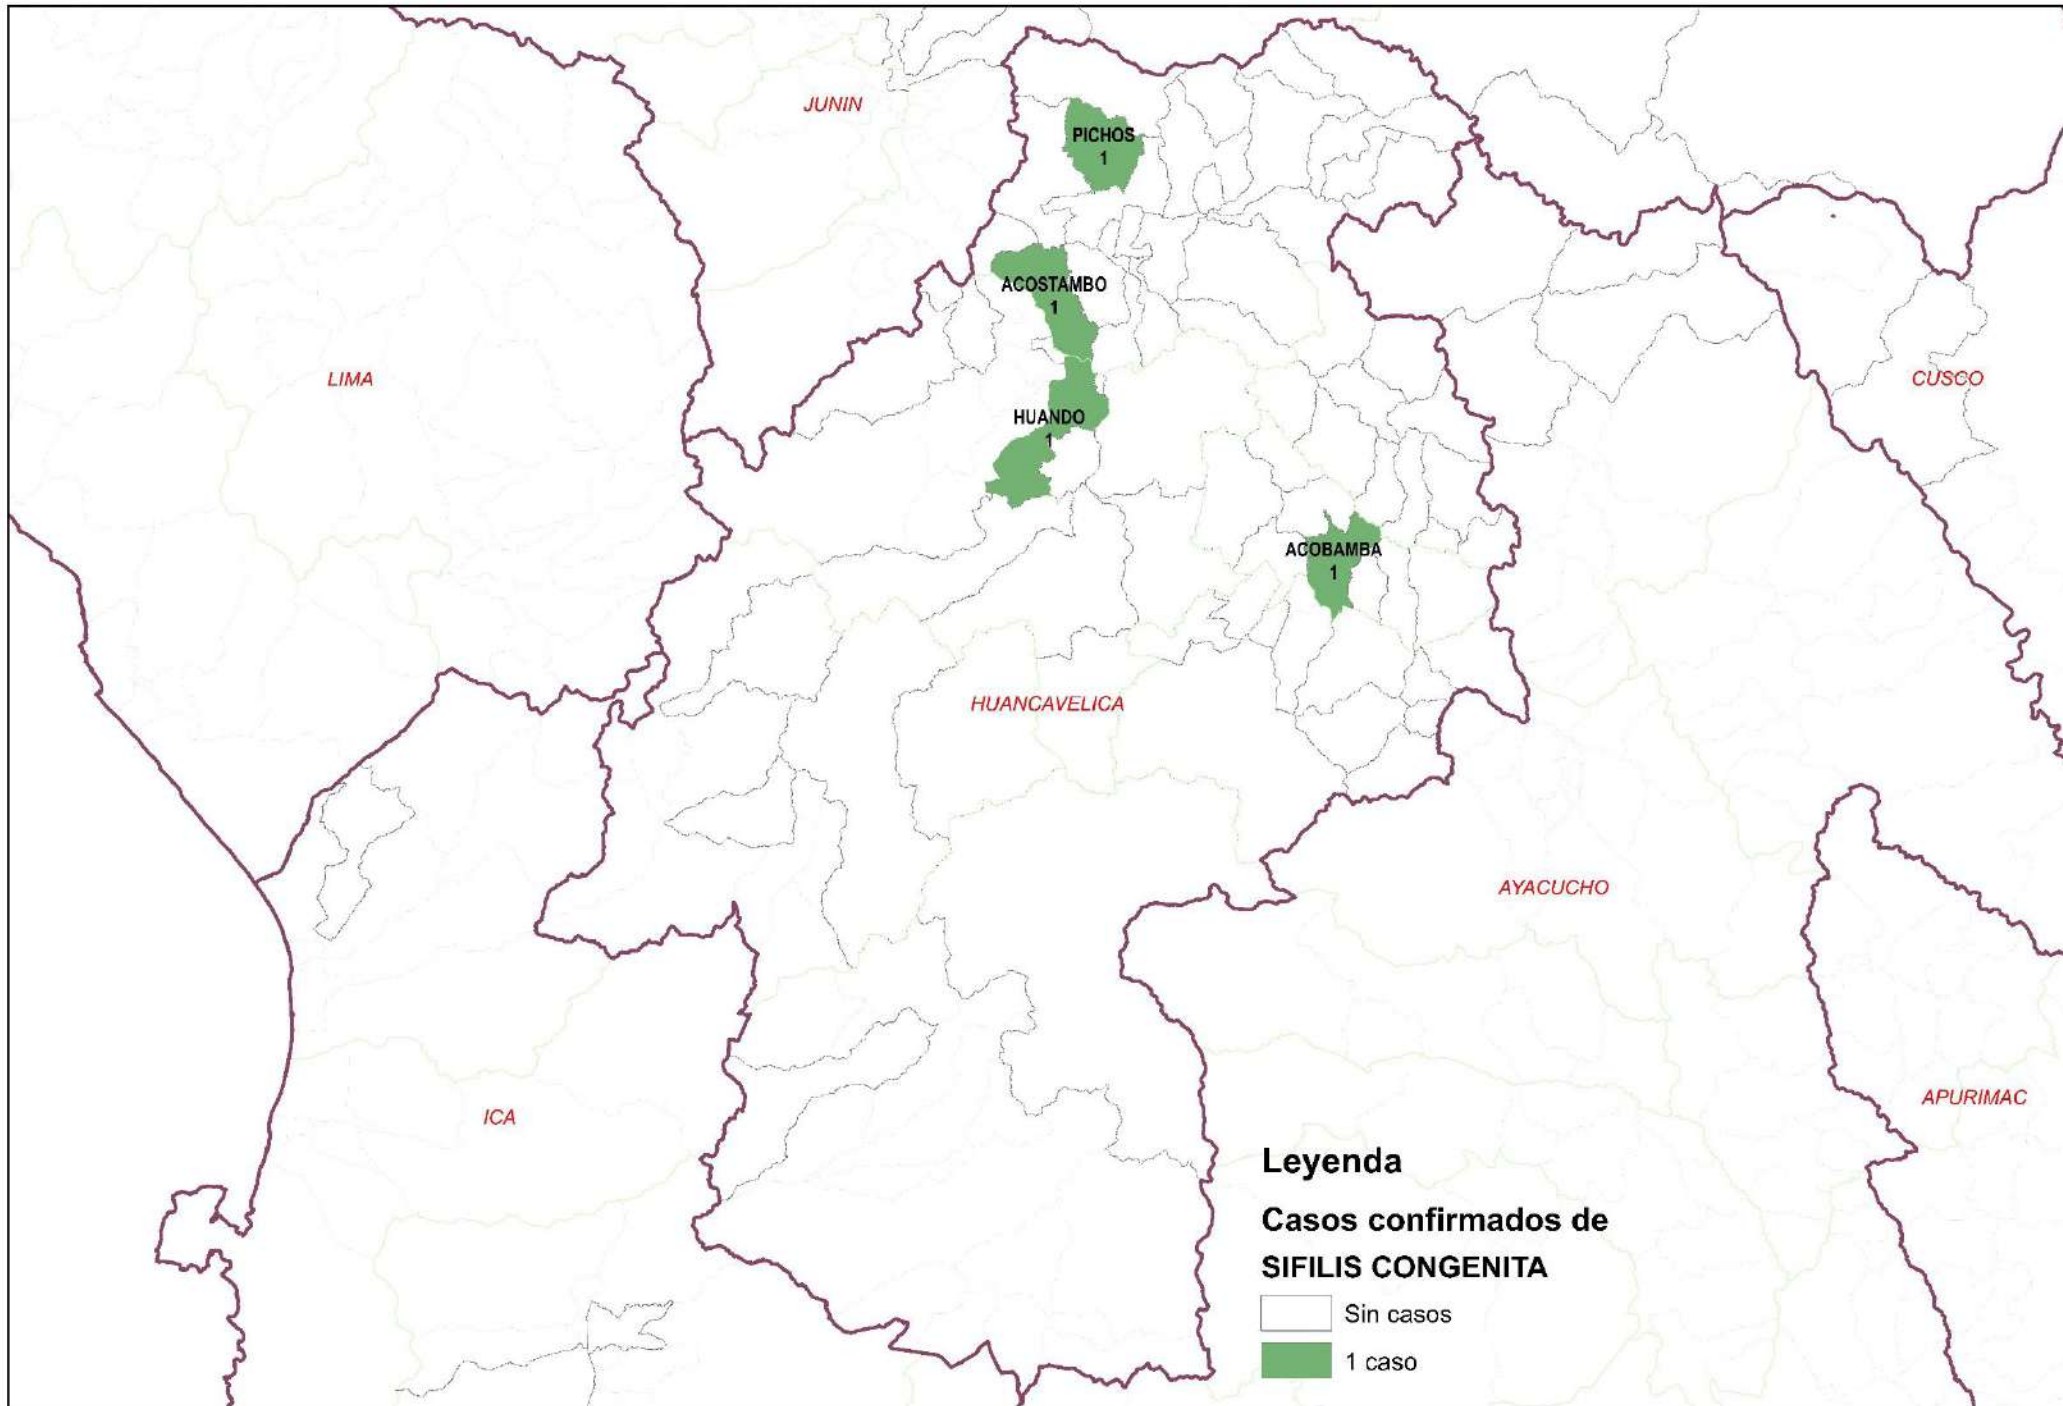 JUNIN
PICHOS
1
ACOSTAMBO
1
LIMA
CUSCO
HUANDO
1
ACOBAMBA
1
HUANCAVELICA
AYACUCHO
APURIMAC
ICA
Leyenda
Casos confirmados de
SIFILIS CONGENITA
Sin casos
1 caso